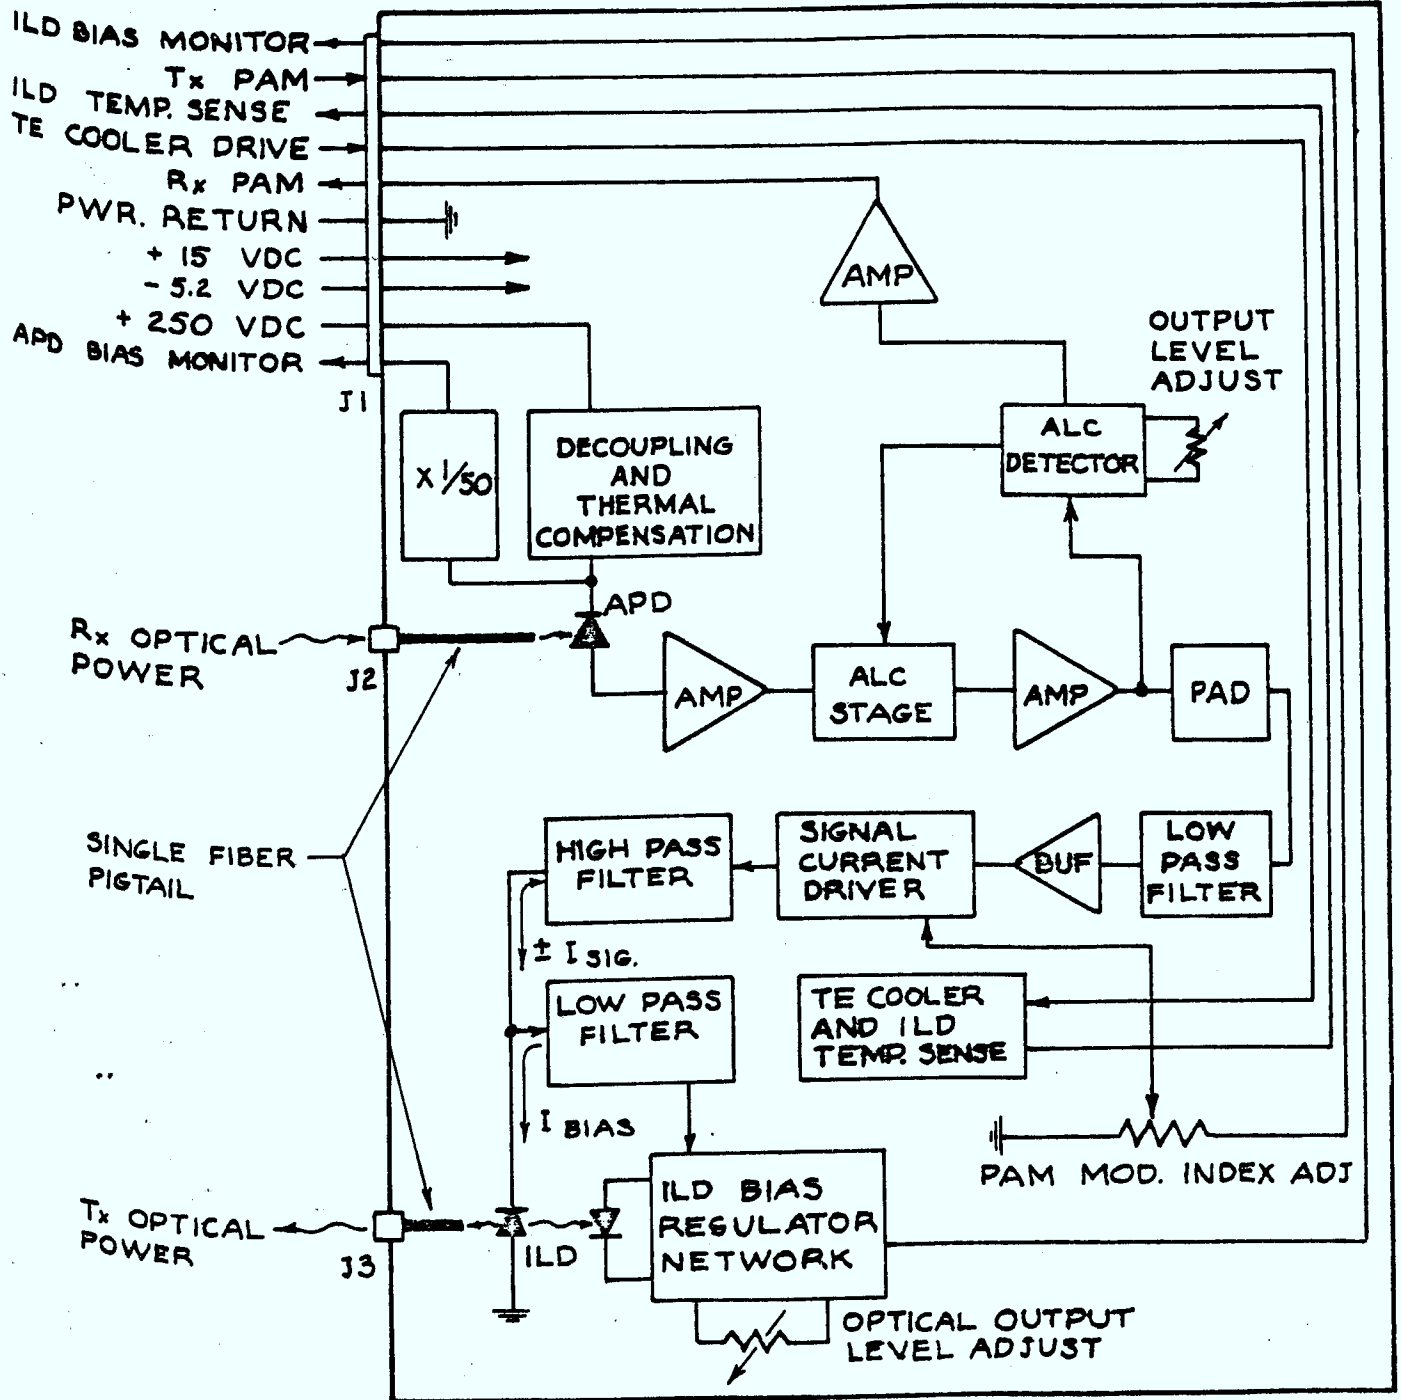 ILD BIAS MONITOR
Tx PAM
ILD TEMP. SENSE
TE COOLER DRIVE
Rx PAM
PWR. RETURN
+ 15 VDC
- 5.2 VDC
+ 250 VDC
APD BIAS MONITOR
J1
AMP
OUTPUT
LEVEL
ADJUST
X 1/50
DECOUPLING
AND
THERMAL
COMPENSATION
ALC
DETECTOR
APD
Rx OPTICAL
POWER
J2
AMP
ALC
STAGE
AMP
PAD
SINGLE FIBER
PIGTAIL
HIGH PASS
FILTER
SIGNAL
CURRENT
DRIVER
BUF
LOW
PASS
FILTER
± I SIG.
LOW PASS
FILTER
TE COOLER
AND ILD
TEMP. SENSE
I BIAS
PAM MOD. INDEX ADJ
Tx OPTICAL
POWER
J3
ILD
ILD BIAS
REGULATOR
NETWORK
OPTICAL OUTPUT
LEVEL ADJUST